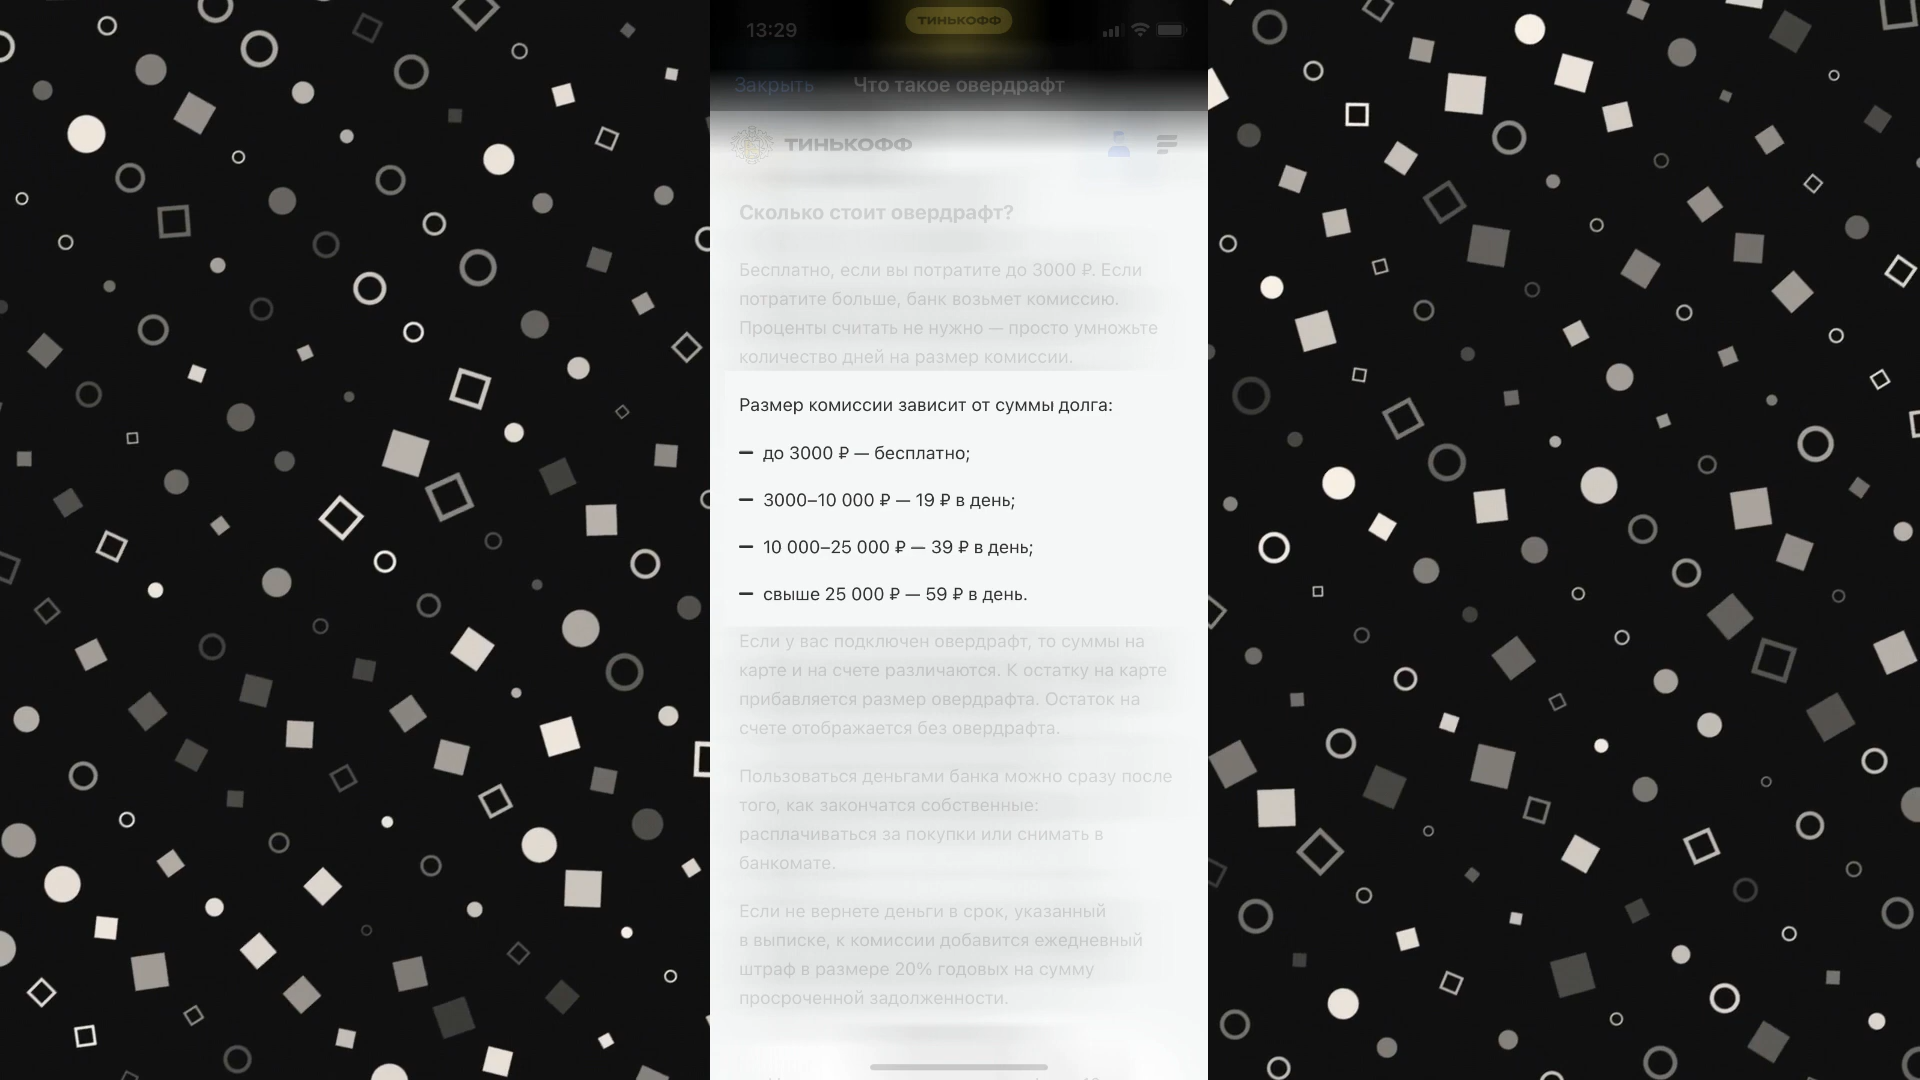 ТИНЬКОФФ
13:29
Закрыть
Что такое овердрафт
ТИНЬКОФФ
Сколько стоит овердрафт?
Бесплатно, если вы потратите до 3000 ₽. Если
потратите больше, банк возьмет комиссию.
Проценты считать не нужно — просто умножьте
количество дней на размер комиссии.
Размер комиссии зависит от суммы долга:
— до 3000 ₽ — бесплатно;
— 3000–10 000 ₽ — 19 ₽ в день;
— 10 000–25 000 ₽ — 39 ₽ в день;
— свыше 25 000 ₽ — 59 ₽ в день.
Если у вас подключен овердрафт, то суммы на
карте и на счете различаются. К остатку на карте
прибавляется размер овердрафта. Остаток на
счете отображается без овердрафта.
Пользоваться деньгами банка можно сразу после
того, как закончатся собственные:
расплачиваться за покупки или снимать в
банкомате.
Если не вернете деньги в срок, указанный
в выписке, к комиссии добавится ежедневный
штраф в размере 20% годовых на сумму
просроченной задолженности.